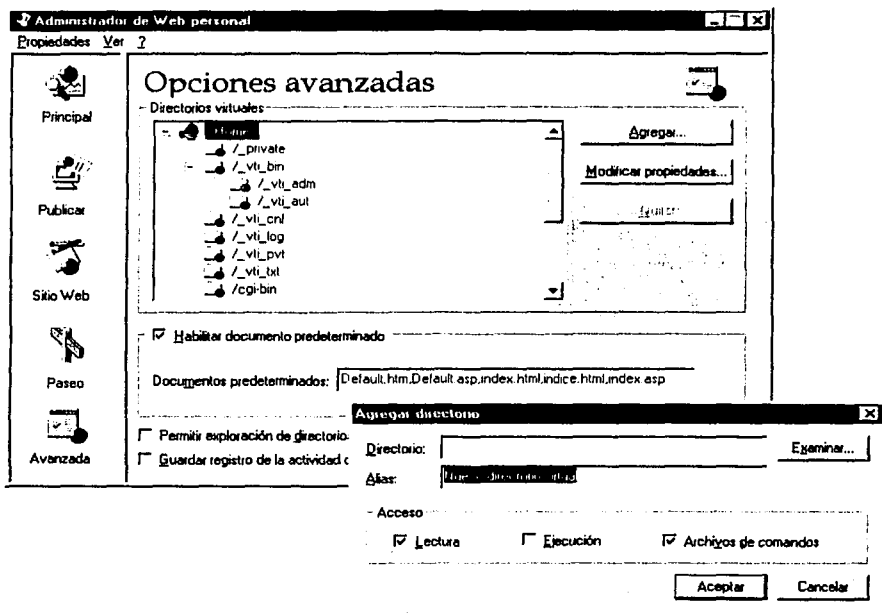 Administrador de Web personal
Propiedades Ver ?
Principal
Publicar
Sitio Web
Paseo
Avanzada
Opciones avanzadas
Directorios virtuales
/_private
/_vti_bin
/_vti_adm
/_vti_aut
/_vti_cnf
/_vti_log
/_vti_pvt
/_vti_txt
/cgi-bin
Agregar...
Modificar propiedades...
Habilitar documento predeterminado
Documentos predeterminados: Default.htm,Default.asp,index.html,indice.html,index.asp
Permitir exploración de directorio
Guardar registro de la actividad d
Agregar directorio
Directorio:
Examinar...
Alias:
Acceso
Lectura
Ejecución
Archivos de comandos
Aceptar
Cancelar